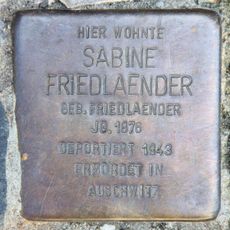 HIER WOHNTE
SABINE
FRIEDLAENDER
GEB. FRIEDLAENDER
JG. 1876
DEPORTIERT 1943
ERMORDET IN
AUSCHWITZ